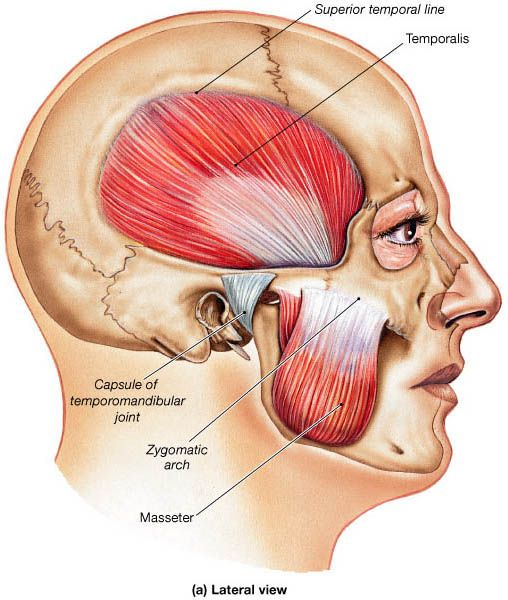 Superior temporal line
Temporalis
Capsule of
temporomandibular
joint
Zygomatic
arch
Masseter
(a) Lateral view